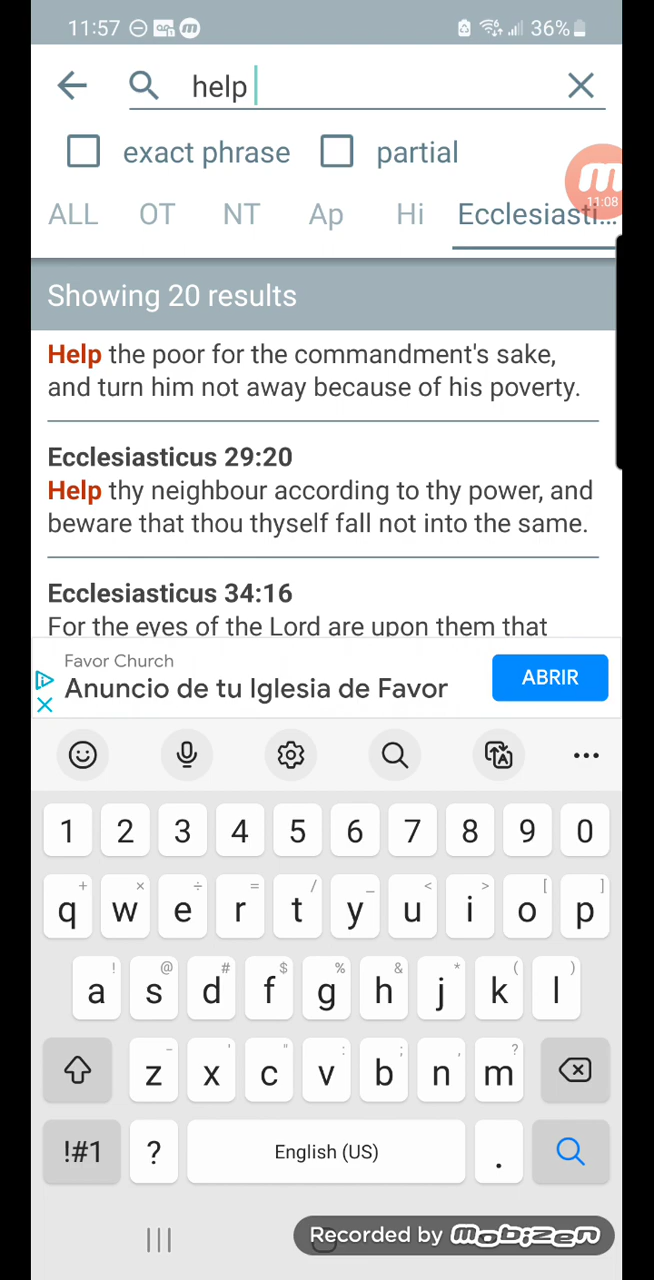 11:57 36%
help
exact phrase partial
11:08
ALL OT NT Ap Hi Ecclesiasti...
Showing 20 results
Help the poor for the commandment's sake,
and turn him not away because of his poverty.
Ecclesiasticus 29:20
Help thy neighbour according to thy power, and
beware that thou thyself fall not into the same.
Ecclesiasticus 34:16
For the eyes of the Lord are upon them that
Favor Church
Anuncio de tu Iglesia de Favor
ABRIR
1 2 3 4 5 6 7 8 9 0
+ × ÷ = / _ < > [ ]
q w e r t y u i o p
! @ # $ % & * ( )
a s d f g h j k l
- ' " : ; , ?
z x c v b n m
!#1 ? English (US) .
Recorded by mobizen